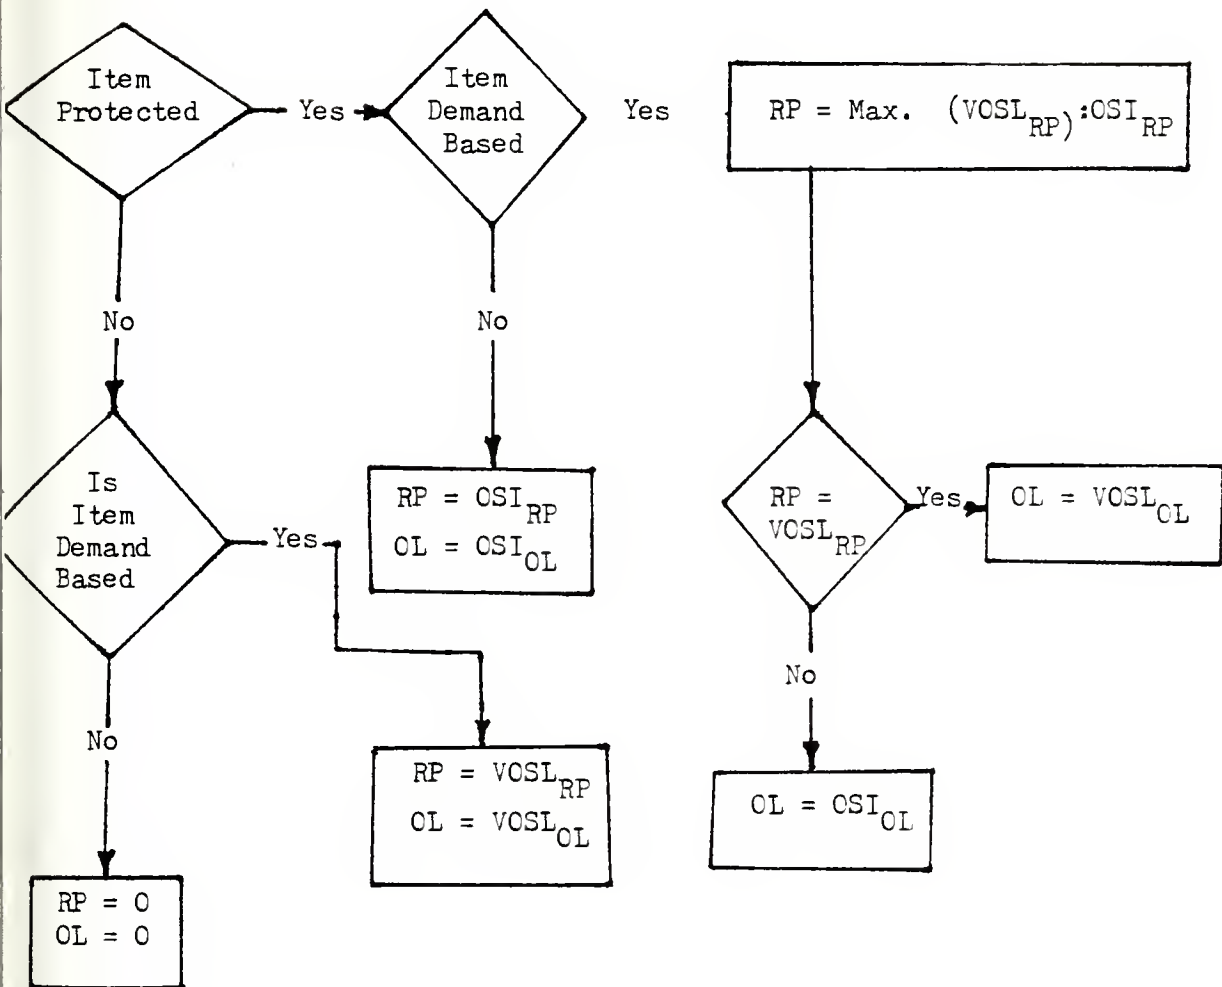 Item
Protected
Yes
Item
Demand
Based
Yes
RP = Max. (VOSL_RP):OSI_RP
No
No
Is
Item
Demand
Based
Yes
RP = OSI_RP
OL = OSI_OL
RP =
VOSL_RP
Yes
OL = VOSL_OL
No
No
RP = VOSL_RP
OL = VOSL_OL
OL = OSI_OL
RP = 0
OL = 0